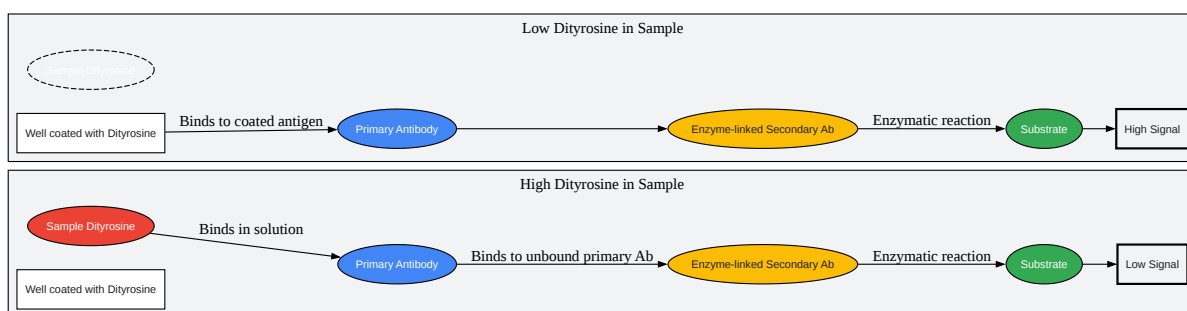 Low Dityrosine in Sample
Sample Dityrosine
Well coated with Dityrosine
Binds to coated antigen
Primary Antibody
Enzyme-linked Secondary Ab
Enzymatic reaction
Substrate
High Signal
High Dityrosine in Sample
Sample Dityrosine
Binds in solution
Well coated with Dityrosine
Primary Antibody
Binds to unbound primary Ab
Enzyme-linked Secondary Ab
Enzymatic reaction
Substrate
Low Signal